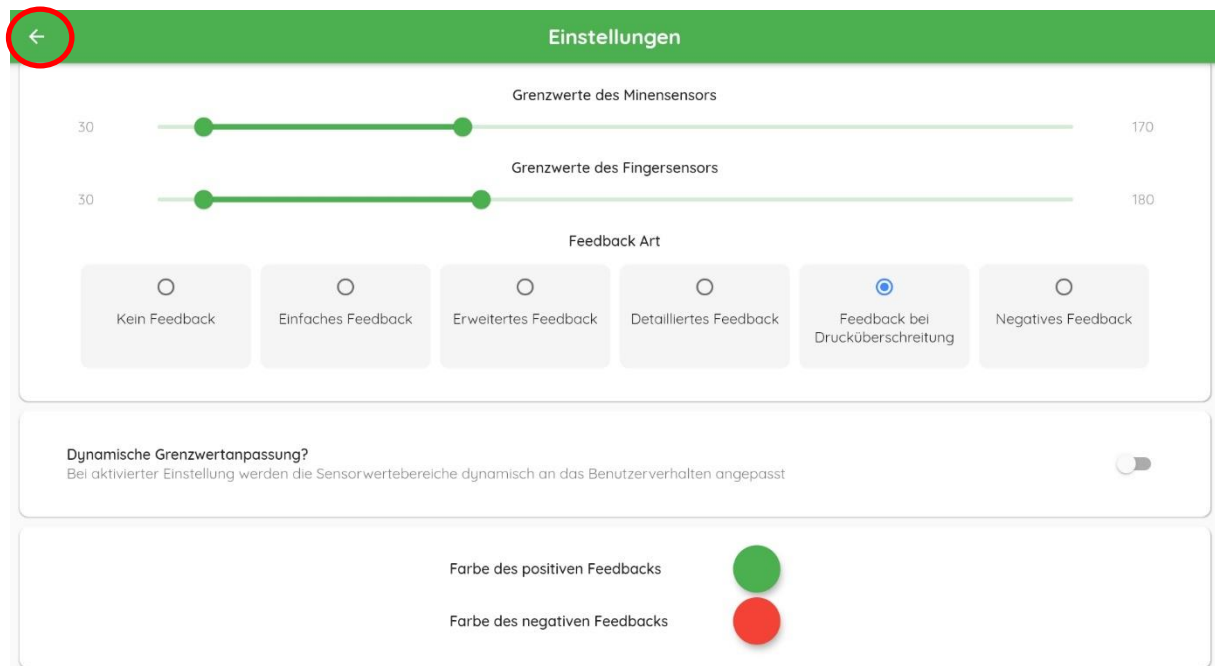 Einstellungen
Grenzwerte des Minensensors
30
170
Grenzwerte des Fingersensors
30
180
Feedback Art
Kein Feedback
Einfaches Feedback
Erweitertes Feedback
Detailliertes Feedback
Feedback bei
Drucküberschreitung
Negatives Feedback
Dynamische Grenzwertanpassung?
Bei aktivierter Einstellung werden die Sensorwertebereiche dynamisch an das Benutzerverhalten angepasst
Farbe des positiven Feedbacks
Farbe des negativen Feedbacks